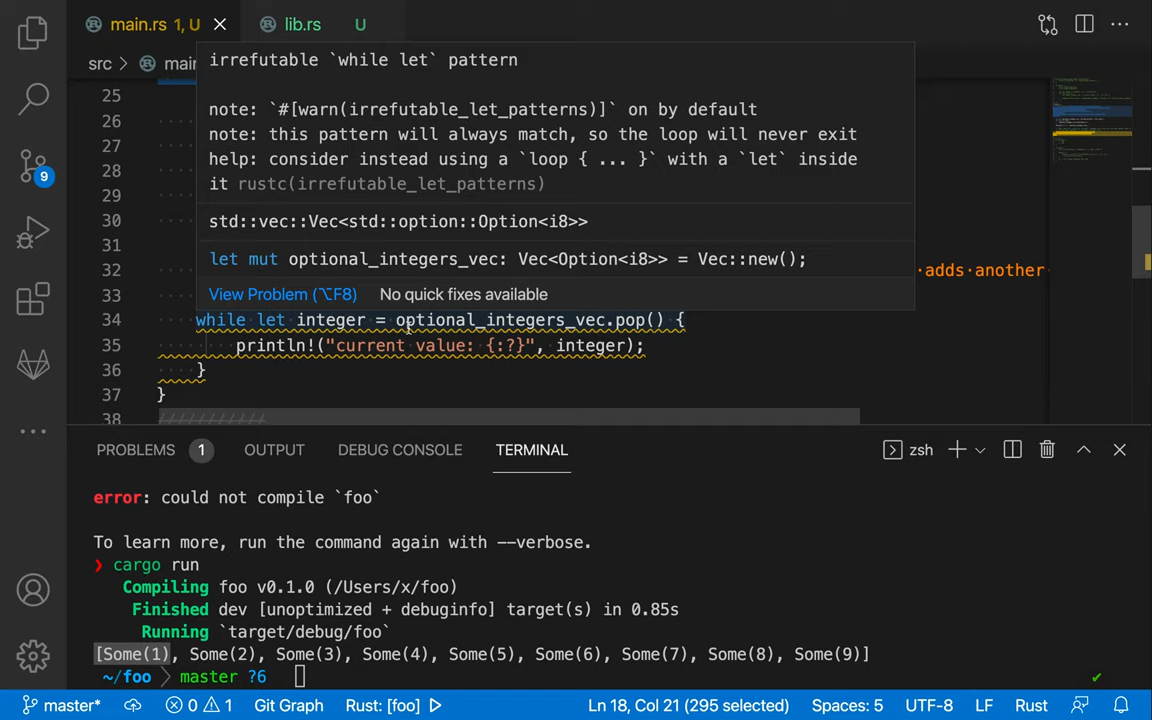 main.rs 1, U
lib.rs U
src > mai
irrefutable `while let` pattern
note: `#[warn(irrefutable_let_patterns)]` on by default
note: this pattern will always match, so the loop will never exit
help: consider instead using a `loop { ... }` with a `let` inside
it rustc(irrefutable_let_patterns)
std::vec::Vec<std::option::Option<i8>>
let mut optional_integers_vec: Vec<Option<i8>> = Vec::new();
View Problem (⌥F8) No quick fixes available
25
26
27
28
29
30
31
32 adds another
33
34 while let integer = optional_integers_vec.pop() {
35 println!("current value: {:?}", integer);
36 }
37 }
38 ///////////
9
PROBLEMS 1 OUTPUT DEBUG CONSOLE TERMINAL zsh
error: could not compile `foo`
To learn more, run the command again with --verbose.
❯ cargo run
Compiling foo v0.1.0 (/Users/x/foo)
Finished dev [unoptimized + debuginfo] target(s) in 0.85s
Running `target/debug/foo`
[Some(1), Some(2), Some(3), Some(4), Some(5), Some(6), Some(7), Some(8), Some(9)]
~/foo master ?6 ✔
master* 0 1 Git Graph Rust: [foo] Ln 18, Col 21 (295 selected) Spaces: 5 UTF-8 LF Rust